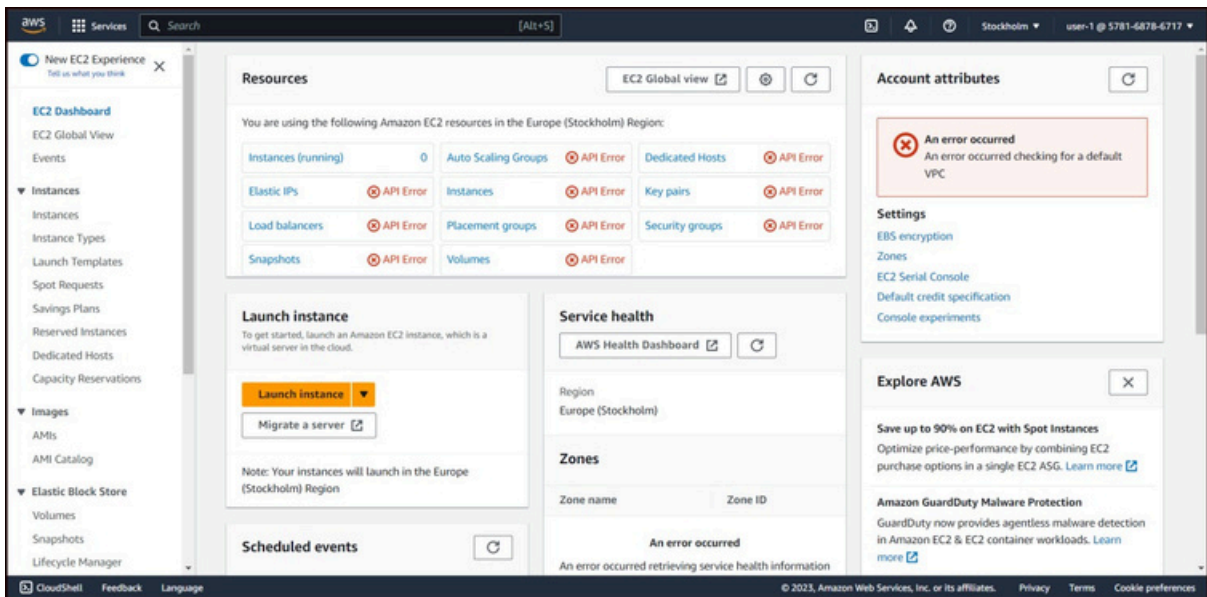 aws Services Search [Alt+S] Stockholm ▼ user-1 @ 5781-6878-6717 ▼
New EC2 Experience
Tell us what you think
EC2 Dashboard
EC2 Global View
Events
Instances
Instances
Instance Types
Launch Templates
Spot Requests
Savings Plans
Reserved Instances
Dedicated Hosts
Capacity Reservations
Images
AMIs
AMI Catalog
Elastic Block Store
Volumes
Snapshots
Lifecycle Manager
Resources
EC2 Global view
You are using the following Amazon EC2 resources in the Europe (Stockholm) Region:
Instances (running) 0 Auto Scaling Groups API Error Dedicated Hosts API Error
Elastic IPs API Error Instances API Error Key pairs API Error
Load balancers API Error Placement groups API Error Security groups API Error
Snapshots API Error Volumes API Error
Launch instance
To get started, launch an Amazon EC2 instance, which is a
virtual server in the cloud.
Launch instance
Migrate a server
Note: Your instances will launch in the Europe
(Stockholm) Region
Scheduled events
Service health
AWS Health Dashboard
Region
Europe (Stockholm)
Zones
Zone name Zone ID
An error occurred
An error occurred retrieving service health information
Account attributes
An error occurred
An error occurred checking for a default
VPC
Settings
EBS encryption
Zones
EC2 Serial Console
Default credit specification
Console experiments
Explore AWS
Save up to 90% on EC2 with Spot Instances
Optimize price-performance by combining EC2
purchase options in a single EC2 ASG. Learn more
Amazon GuardDuty Malware Protection
GuardDuty now provides agentless malware detection
in Amazon EC2 & EC2 container workloads. Learn
more
CloudShell Feedback Language © 2023, Amazon Web Services, Inc. or its affiliates. Privacy Terms Cookie preferences